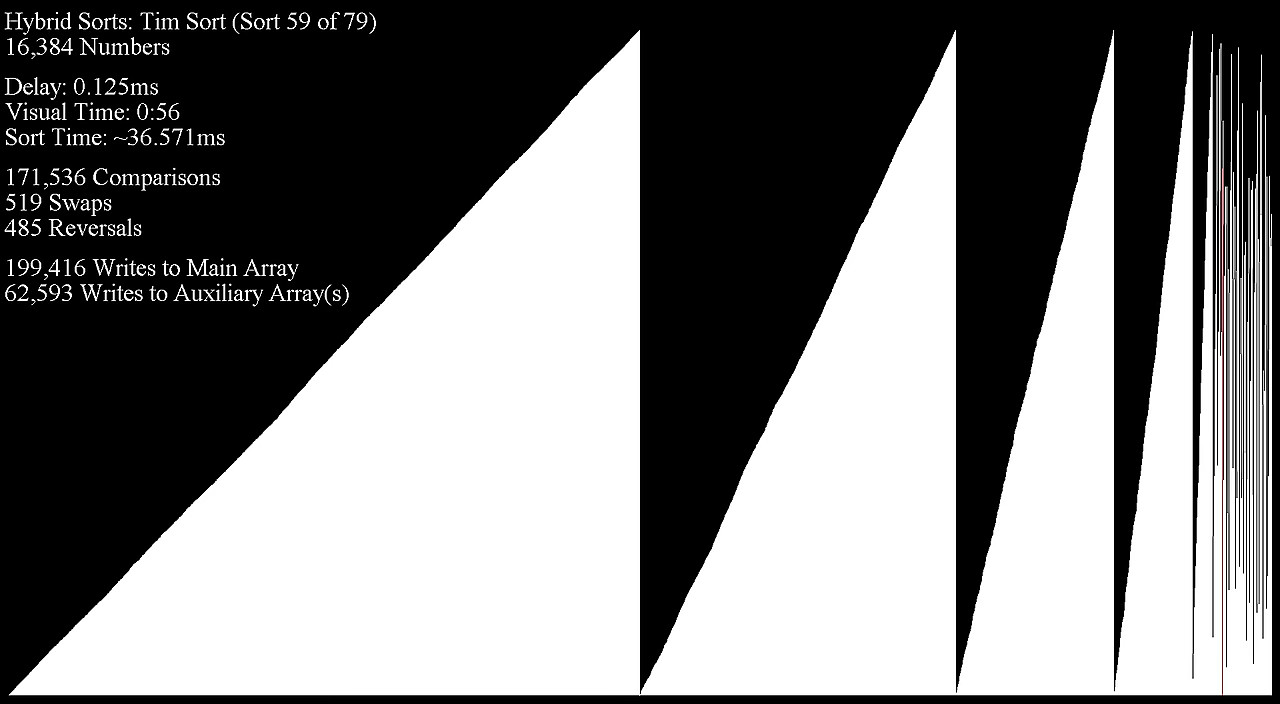 Hybrid Sorts: Tim Sort (Sort 59 of 79)
16,384 Numbers
Delay: 0.125ms
Visual Time: 0:56
Sort Time: ~36.571ms
171,536 Comparisons
519 Swaps
485 Reversals
199,416 Writes to Main Array
62,593 Writes to Auxiliary Array(s)